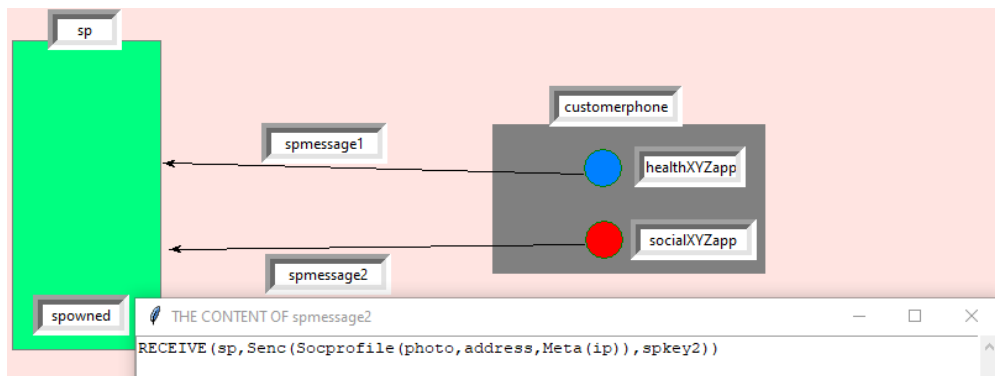 sp
customerphone
spmessage1
healthXYZapp
socialXYZapp
spmessage2
spowned
THE CONTENT OF spmessage2
RECEIVE(sp,Senc(Socprofile(photo,address,Meta(ip)),spkey2))